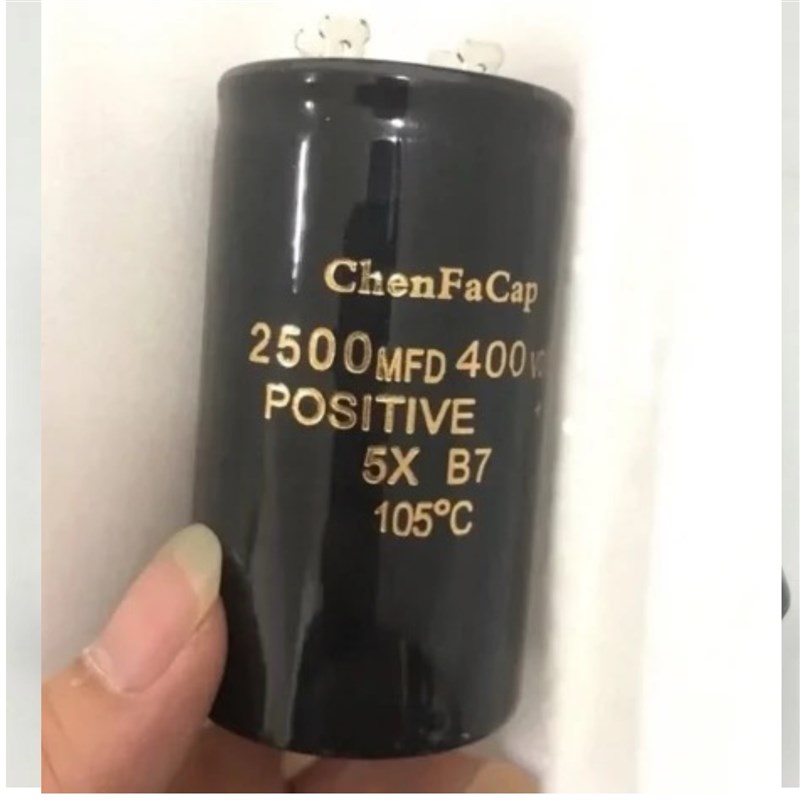 ChenFaCap
2500MFD 400
POSITIVE
5X B7
105°C